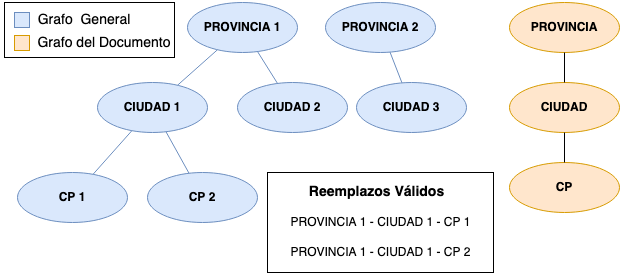 Grafo General
Grafo del Documento
PROVINCIA 1
PROVINCIA 2
PROVINCIA
CIUDAD 1
CIUDAD 2
CIUDAD 3
CIUDAD
CP 1
CP 2
CP
Reemplazos Válidos
PROVINCIA 1 - CIUDAD 1 - CP 1
PROVINCIA 1 - CIUDAD 1 - CP 2